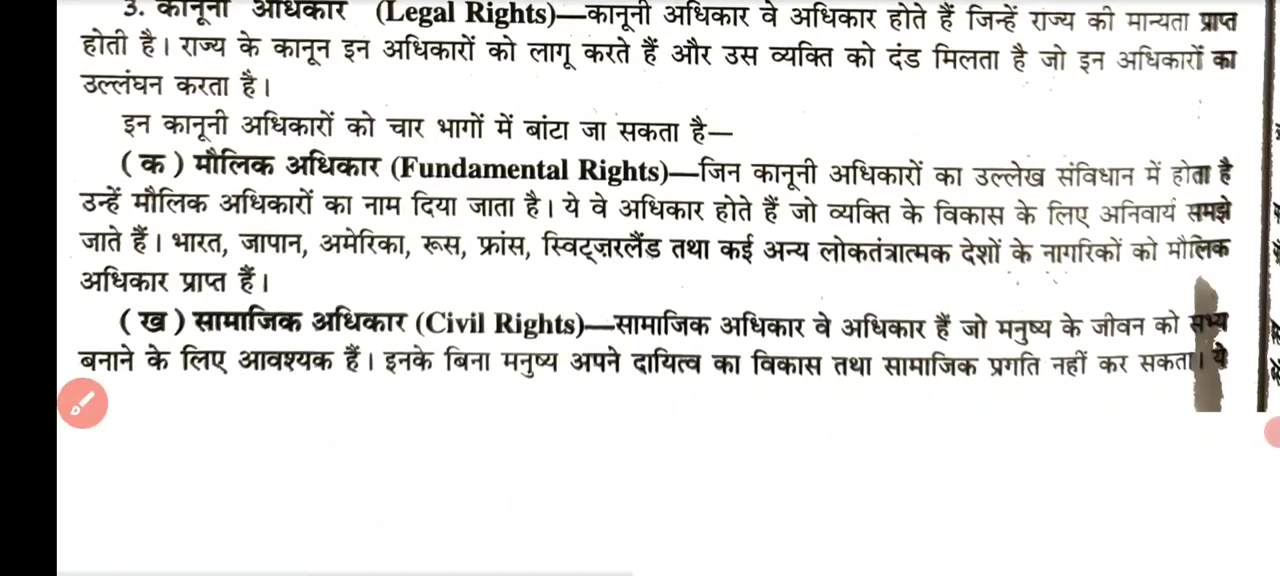 3. कानूनी अधिकार (Legal Rights)—कानूनी अधिकार वे अधिकार होते हैं जिन्हें राज्य की मान्यता प्राप्त
होती है। राज्य के कानून इन अधिकारों को लागू करते हैं और उस व्यक्ति को दंड मिलता है जो इन अधिकारों का
उल्लंघन करता है।
इन कानूनी अधिकारों को चार भागों में बांटा जा सकता है—
( क ) मौलिक अधिकार (Fundamental Rights)—जिन कानूनी अधिकारों का उल्लेख संविधान में होता है
उन्हें मौलिक अधिकारों का नाम दिया जाता है। ये वे अधिकार होते हैं जो व्यक्ति के विकास के लिए अनिवार्य समझे
जाते हैं। भारत, जापान, अमेरिका, रूस, फ्रांस, स्विट्ज़रलैंड तथा कई अन्य लोकतंत्रात्मक देशों के नागरिकों को मौलिक
अधिकार प्राप्त हैं।
( ख ) सामाजिक अधिकार (Civil Rights)—सामाजिक अधिकार वे अधिकार हैं जो मनुष्य के जीवन को सभ्य
बनाने के लिए आवश्यक हैं। इनके बिना मनुष्य अपने दायित्व का विकास तथा सामाजिक प्रगति नहीं कर सकता। ये